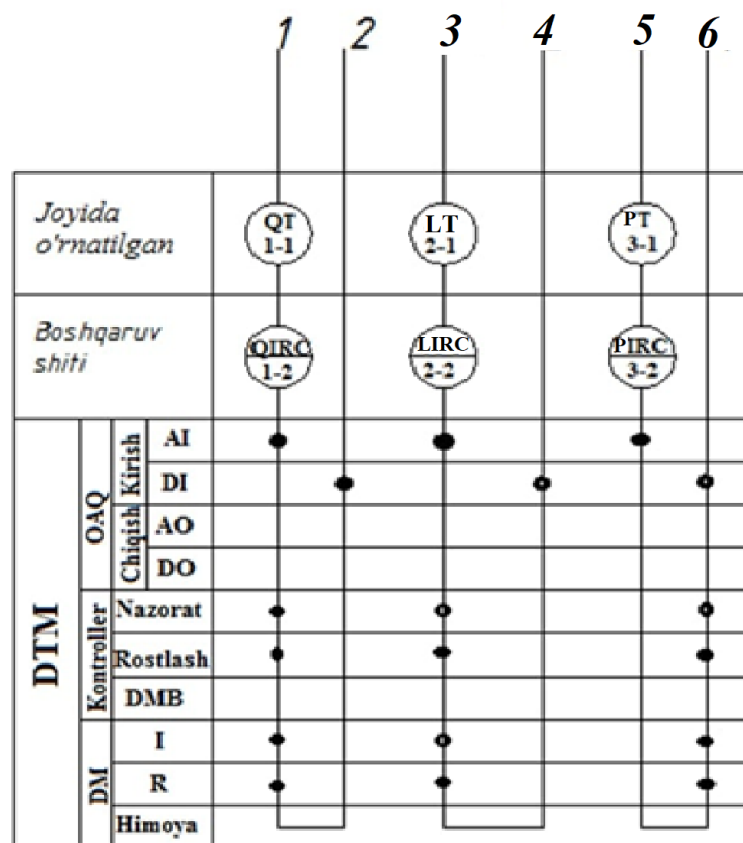 1 2 3 4 5 6
Joyida
o'rnatilgan
QT
1-1
LT
2-1
PT
3-1
Boshqaruv
shiti
QIRC
1-2
LIRC
2-2
PIRC
3-2
DTM
OAQ
Kirish
AI
DI
Chiqish
AO
DO
Kontroller
Nazorat
Rostlash
DMB
DM
I
R
Himoya